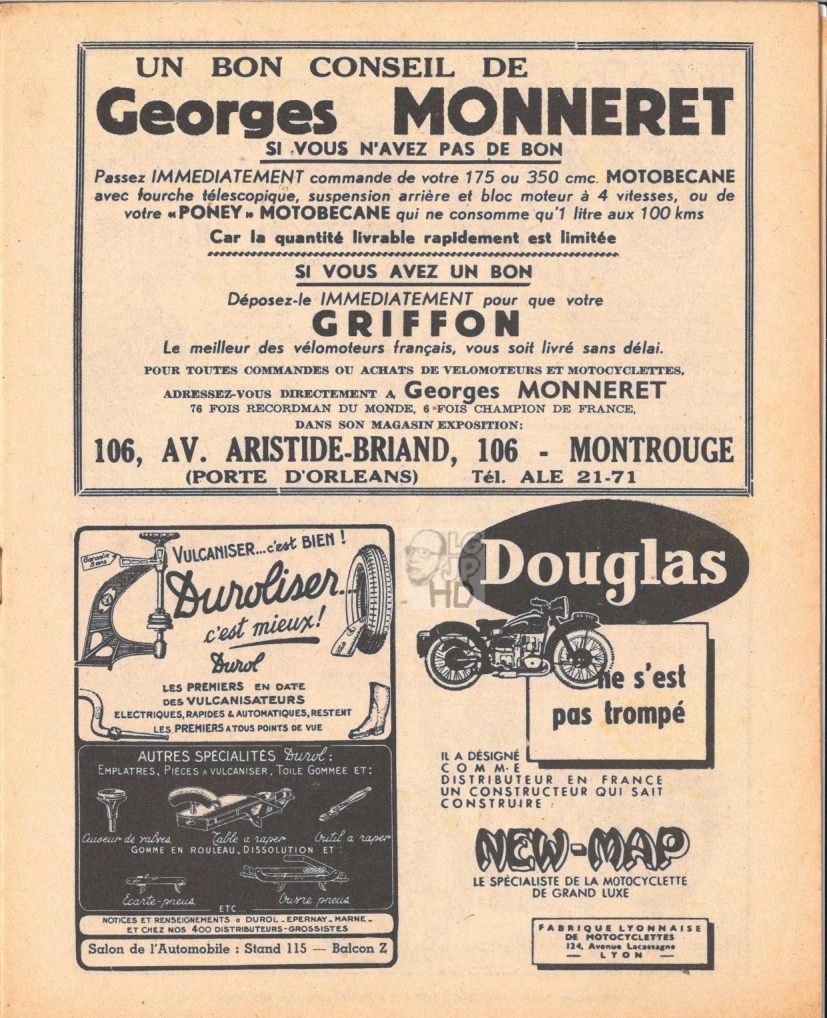 UN BON CONSEIL DE
Georges MONNERET
SI VOUS N'AVEZ PAS DE BON
Passez IMMEDIATEMENT commande de votre 175 ou 350 cmc. MOTOBECANE
avec fourche télescopique, suspension arrière et bloc moteur à 4 vitesses, ou de
votre «PONEY» MOTOBECANE qui ne consomme qu'1 litre aux 100 kms
Car la quantité livrable rapidement est limitée
SI VOUS AVEZ UN BON
Déposez-le IMMEDIATEMENT pour que votre
GRIFFON
Le meilleur des vélomoteurs français, vous soit livré sans délai.
POUR TOUTES COMMANDES OU ACHATS DE VELOMOTEURS ET MOTOCYCLETTES,
ADRESSEZ-VOUS DIRECTEMENT A Georges MONNERET
76 FOIS RECORDMAN DU MONDE, 6 FOIS CHAMPION DE FRANCE,
DANS SON MAGASIN EXPOSITION:
106, AV. ARISTIDE-BRIAND, 106 - MONTROUGE
(PORTE D'ORLEANS) Tél. ALE 21-71
Garantie
5 ans
VULCANISER...c'est BIEN !
Duroliser...
c'est mieux!
Durol
LES PREMIERS EN DATE
DES VULCANISATEURS
ELECTRIQUES, RAPIDES & AUTOMATIQUES, RESTENT
LES PREMIERS A TOUS POINTS DE VUE
AUTRES SPÉCIALITÉS Durol :
EMPLATRES, PIECES A VULCANISER, TOILE GOMMÉE ET :
Table a raper
Outil a raper
GOMME EN ROULEAU, DISSOLUTION ET :
Ecarte-pneus
Ouvre pneus
ETC
NOTICES ET RENSEIGNEMENTS a DUROL - EPERNAY - MARNE -
ET CHEZ NOS 400 DISTRIBUTEURS-GROSSISTES
Salon de l'Automobile : Stand 115 — Balcon Z
LGJP
HD
Douglas
ne s'est
pas trompé
IL A DÉSIGNÉ
COMME
DISTRIBUTEUR EN FRANCE
UN CONSTRUCTEUR QUI SAIT
CONSTRUIRE :
NEW-MAP
LE SPÉCIALISTE DE LA MOTOCYCLETTE
DE GRAND LUXE
FABRIQUE LYONNAISE
DE MOTOCYCLETTES
124, Avenue Lacassagne
— LYON —